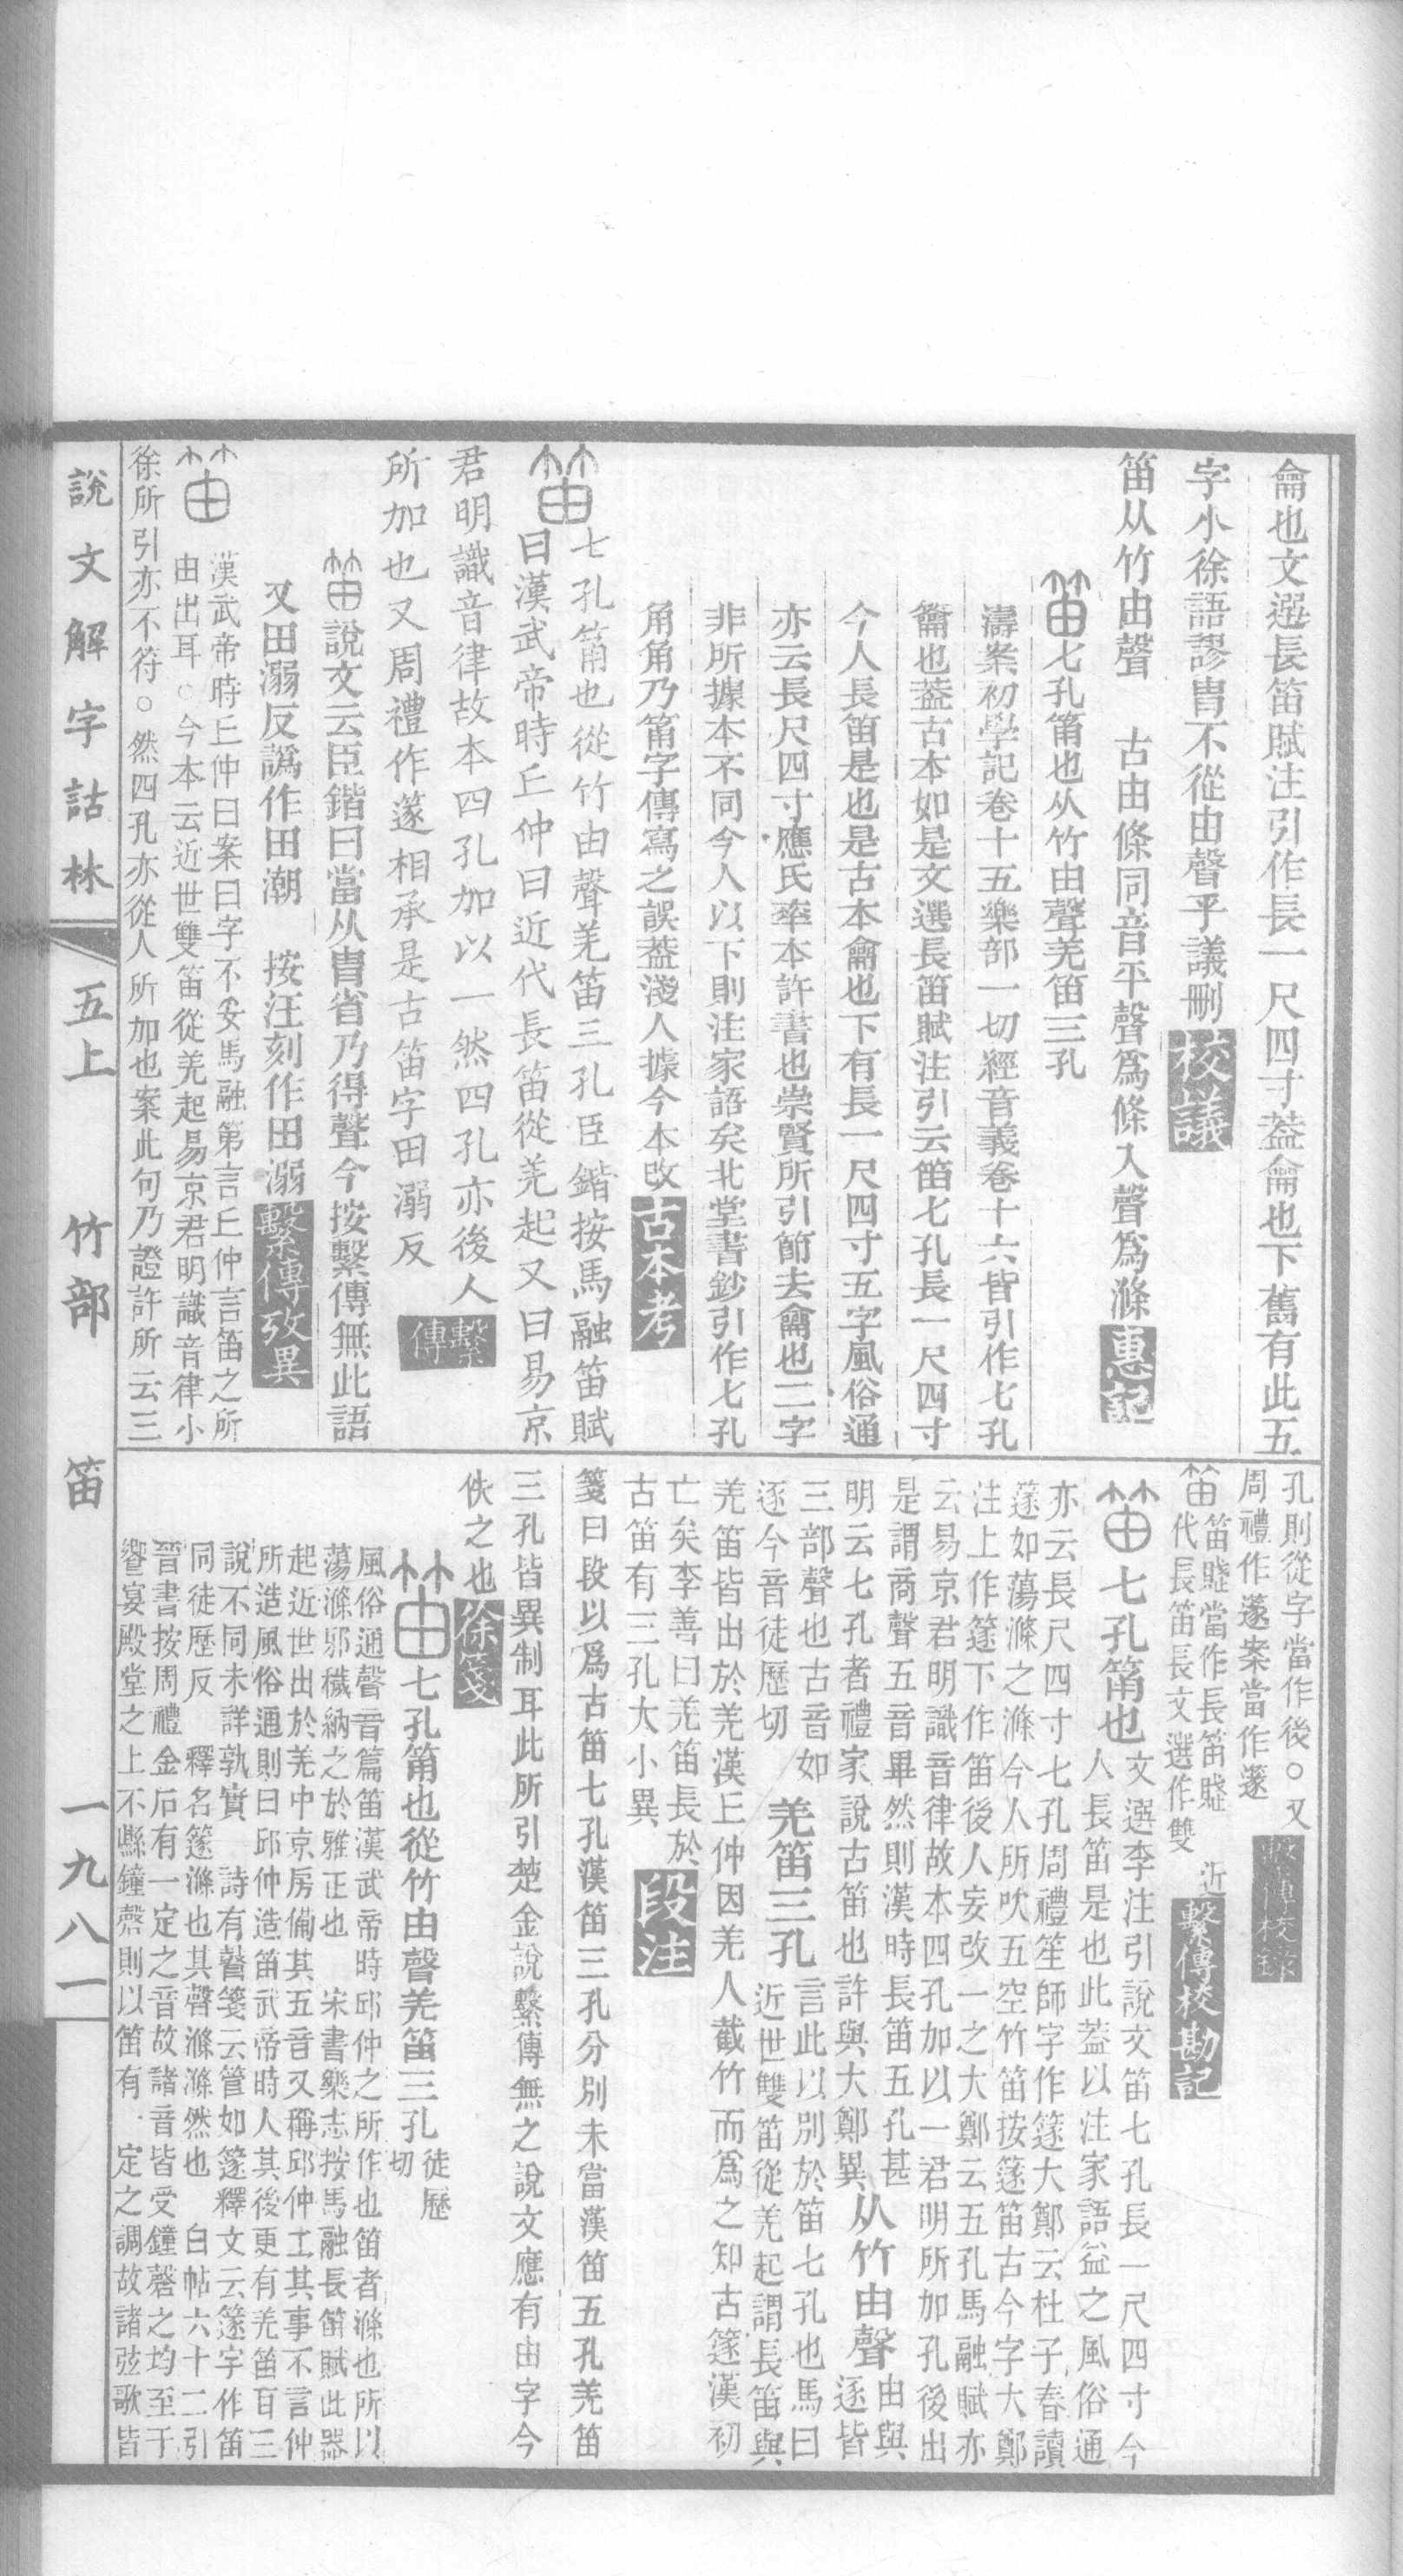 龠也文選長笛賦注引作長一尺四寸葢龠也下舊有此五
字小徐語謬胄不從由聲乎議刪校議
笛从竹由聲　古由條同音平聲爲條入聲爲滌惠記
七孔筩也从竹由聲羌笛三孔
濤案初學記卷十五樂部一切經音義卷十六皆引作七孔
籥也葢古本如是文選長笛賦注引云笛七孔長一尺四寸
今人長笛是也是古本龠也下有長一尺四寸五字風俗通
亦云長尺四寸應氏率本許書也崇賢所引節去龠也二字
非所據本不同今人以下則注家語矣北堂書鈔引作七孔
角角乃筩字傳寫之誤葢淺人據今本改古本考
七孔筩也從竹由聲羌笛三孔臣鍇按馬融笛賦
曰漢武帝時丘仲曰近代長笛從羌起又曰易京
君明識音律故本四孔加以一然四孔亦後人
所加也又周禮作篴相承是古笛字田溺反　繫傳
說文云臣鍇曰當从胄省乃得聲今按繫傳無此語
又田溺反譌作田潮　按汪刻作田溺繫傳攷異
漢武帝時丘仲曰案曰字不妄馬融第言丘仲言笛之所
由出耳○今本云近世雙笛從羌起易京君明識音律小
徐所引亦不符○然四孔亦從人所加也案此句乃證許所云三
孔則從字當作後○又
周禮作篴案當作篴
笛賤當作長笛賤　近
代長笛長文選作雙　繫傳校勘記
七孔筩也文選李注引說文笛七孔長一尺四寸今
人長笛是也此葢以注家語益之風俗通
亦云長尺四寸七孔周禮笙師字作篴大鄭云杜子春讀
篴如蕩滌之滌今人所吹五空竹笛按篴笛古今字大鄭
注上作篴下作笛後人妄改一之大鄭云五孔馬融賦亦
云易京君明識音律故本四孔加以一君明所加孔後出
是謂商聲五音畢然則漢時長笛五孔甚
明云七孔者禮家說古笛也許與大鄭異从竹由聲由與
逐皆
三部聲也古音如
逐今音徒歷切　羌笛三孔言此以別於笛七孔也馬曰
近世雙笛從羌起謂長笛與
羌笛皆出於羌漢丘仲因羌人截竹而爲之知古篴漢初
亡矣李善曰羌笛長於
古笛有三孔大小異　段注
箋曰段以爲古笛七孔漢笛三孔分別未當漢笛五孔羌笛
三孔皆異制耳此所引楚金說繫傳無之說文應有由字今
佚之也徐箋
七孔筩也從竹由聲羌笛三孔徒歷
切
風俗通聲音篇笛漢武帝時邱仲之所作也笛者滌也所以
蕩滌邪穢納之於雅正也　宋書樂志按馬融長笛賦此器
起近世出於羌中京房備其五音又稱邱仲工其事不言仲
所造風俗通則曰邱仲造笛武帝時人其後更有羌笛百三
說不同未詳孰實　詩有瞽箋云管如篴釋文云篴字作笛
同徒歷反　釋名篴滌也其聲滌滌然也　白帖六十二引
晉書按周禮金石有一定之音故諸音皆受鐘磬之均至于
饗宴殿堂之上不縣鐘磬則以笛有一定之調故諸弦歌皆
說文解字詁林　五上　竹部　笛　一九八一